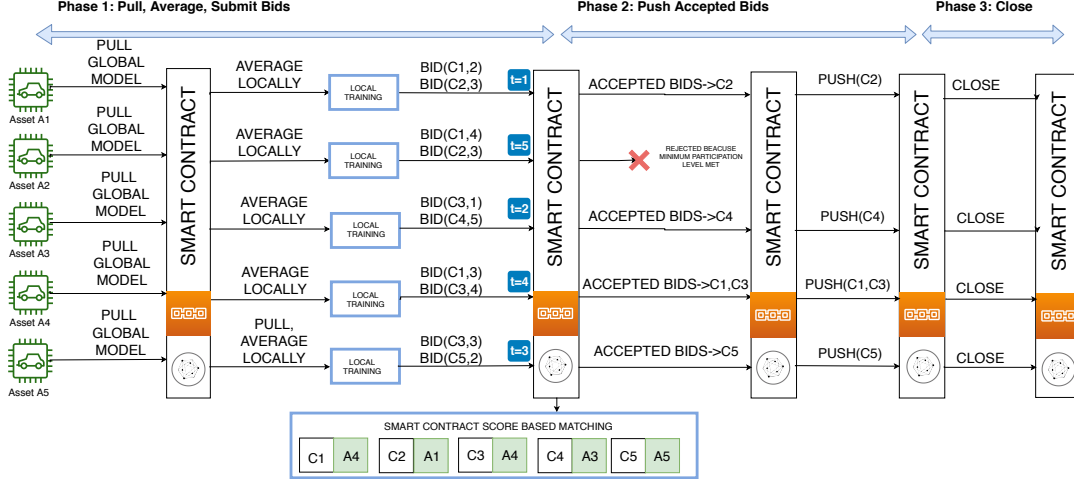 Phase 1: Pull, Average, Submit Bids
Phase 2: Push Accepted Bids
Phase 3: Close
PULL
GLOBAL
MODEL
Asset A1
AVERAGE
LOCALLY
LOCAL
TRAINING
BID(C1,2)
BID(C2,3)
t=1
ACCEPTED BIDS->C2
PUSH(C2)
CLOSE
PULL
GLOBAL
MODEL
Asset A2
AVERAGE
LOCALLY
LOCAL
TRAINING
BID(C1,4)
BID(C2,3)
t=5
REJECTED BEACUSE
MINIMUM PARTICIPATION
LEVEL MET
PULL
GLOBAL
MODEL
Asset A3
AVERAGE
LOCALLY
LOCAL
TRAINING
BID(C3,1)
BID(C4,5)
t=2
ACCEPTED BIDS->C4
PUSH(C4)
CLOSE
PULL
GLOBAL
MODEL
Asset A4
AVERAGE
LOCALLY
LOCAL
TRAINING
BID(C1,3)
BID(C3,4)
t=4
ACCEPTED BIDS->C1,C3
PUSH(C1,C3)
CLOSE
PULL
GLOBAL
MODEL
Asset A5
PULL,
AVERAGE
LOCALLY
LOCAL
TRAINING
BID(C3,3)
BID(C5,2)
t=3
ACCEPTED BIDS->C5
PUSH(C5)
CLOSE
SMART CONTRACT
SMART CONTRACT
SMART CONTRACT
SMART CONTRACT
SMART CONTRACT
SMART CONTRACT SCORE BASED MATCHING
C1 A4 C2 A1 C3 A4 C4 A3 C5 A5